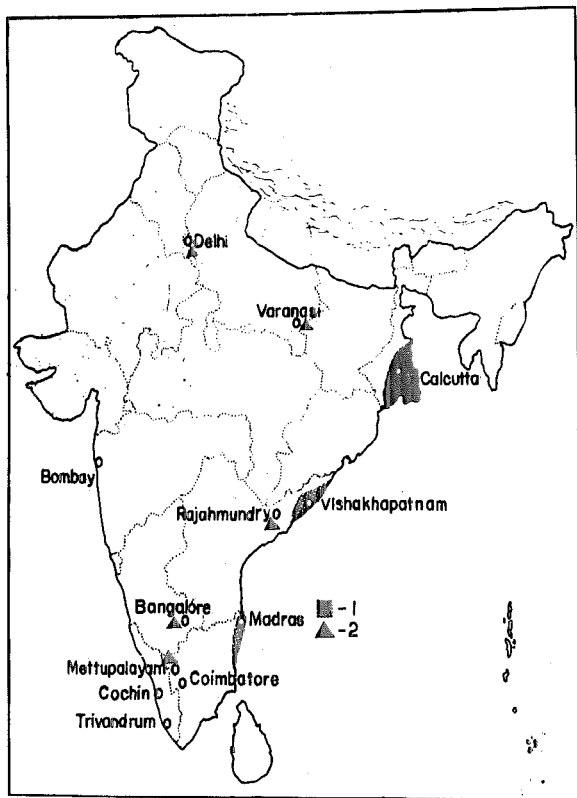 Delhi
Varanasi
Calcutta
Bombay
Rajahmundry
Vishakhapatnam
Bangalore
Madras
-1
-2
Mettupalayam
Coimbatore
Cochin
Trivandrum